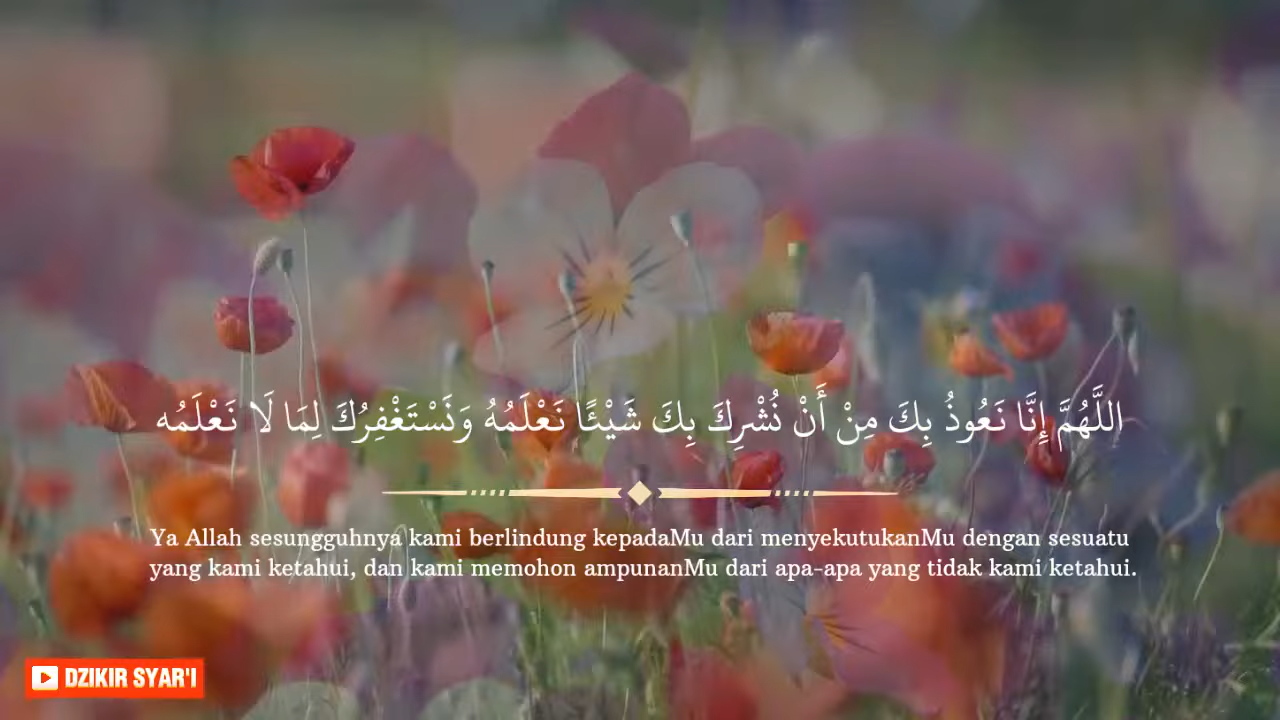 اللَّهُمَّ إِنَّا نَعُوذُ بِكَ مِنْ أَنْ نُشْرِكَ بِكَ شَيْئًا نَعْلَمُهُ وَنَسْتَغْفِرُكَ لِمَا لَا نَعْلَمُه
Ya Allah sesungguhnya kami berlindung kepadaMu dari menyekutukanMu dengan sesuatu
yang kami ketahui, dan kami memohon ampunanMu dari apa-apa yang tidak kami ketahui.
DZIKIR SYAR'I